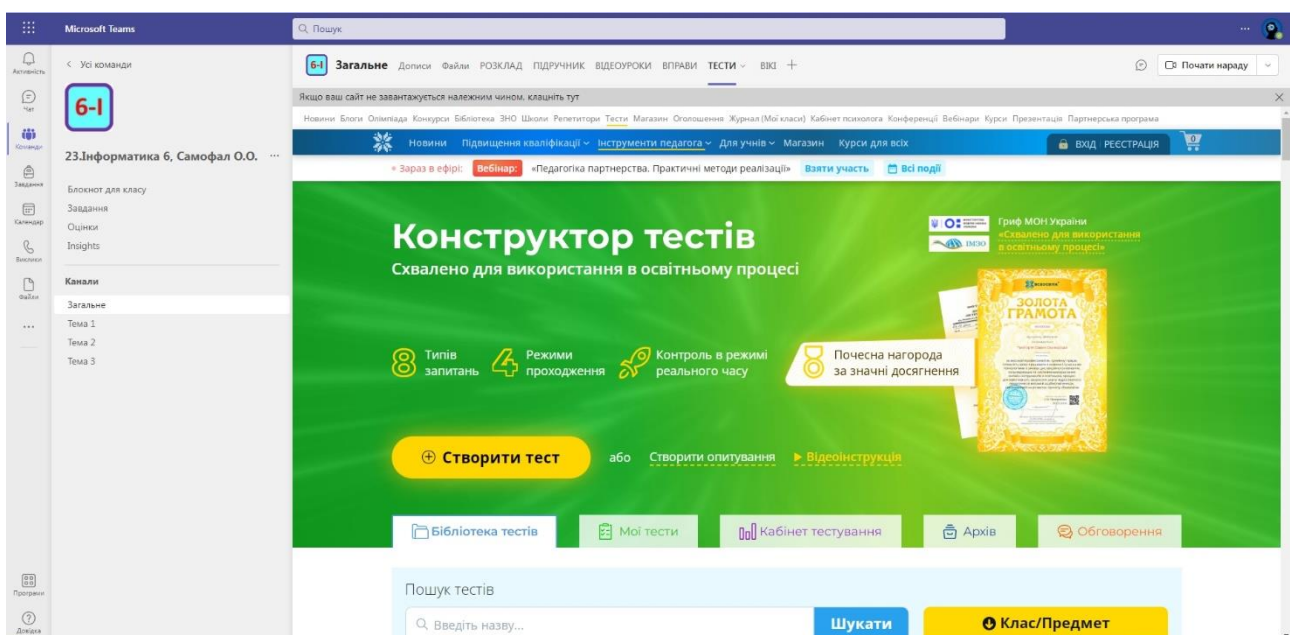 Microsoft Teams
Пошук
Активність
Чат
Команди
Завдання
Календар
Виклики
Файли
Програми
Довідка
Усі команди
6-І
23.Інформатика 6, Самофал О.О.
Блокнот для класу
Завдання
Оцінки
Insights
Канали
Загальне
Тема 1
Тема 2
Тема 3
6-І Загальне Дописи Файли РОЗКЛАД ПІДРУЧНИК ВІДЕОУРОКИ ВПРАВИ ТЕСТИ ВІКІ Почати нараду
Якщо ваш сайт не завантажується належним чином, клацніть тут
Новини Блоги Олімпіада Конкурси Бібліотека ЗНО Школи Репетитори Тести Магазин Оголошення Журнал (Мої класи) Кабінет психолога Конференції Вебінари Курси Презентація Партнерська програма
Новини Підвищення кваліфікації Інструменти педагога Для учнів Магазин Курси для всіх ВХІД РЕЄСТРАЦІЯ 0
Зараз в ефірі: Вебінар: «Педагогіка партнерства. Практичні методи реалізації» Взяти участь Всі події
Конструктор тестів
Схвалено для використання в освітньому процесі
Гриф МОН України
«Схвалено для використання
в освітньому процесі»
ІМЗО
ЗОЛОТА
ГРАМОТА
8 Типів
запитань
4 Режими
проходження
Контроль в режимі
реального часу
Почесна нагорода
за значні досягнення
Створити тест або Створити опитування Відеоінструкція
Бібліотека тестів Мої тести Кабінет тестування Архів Обговорення
Пошук тестів
Введіть назву... Шукати Клас/Предмет